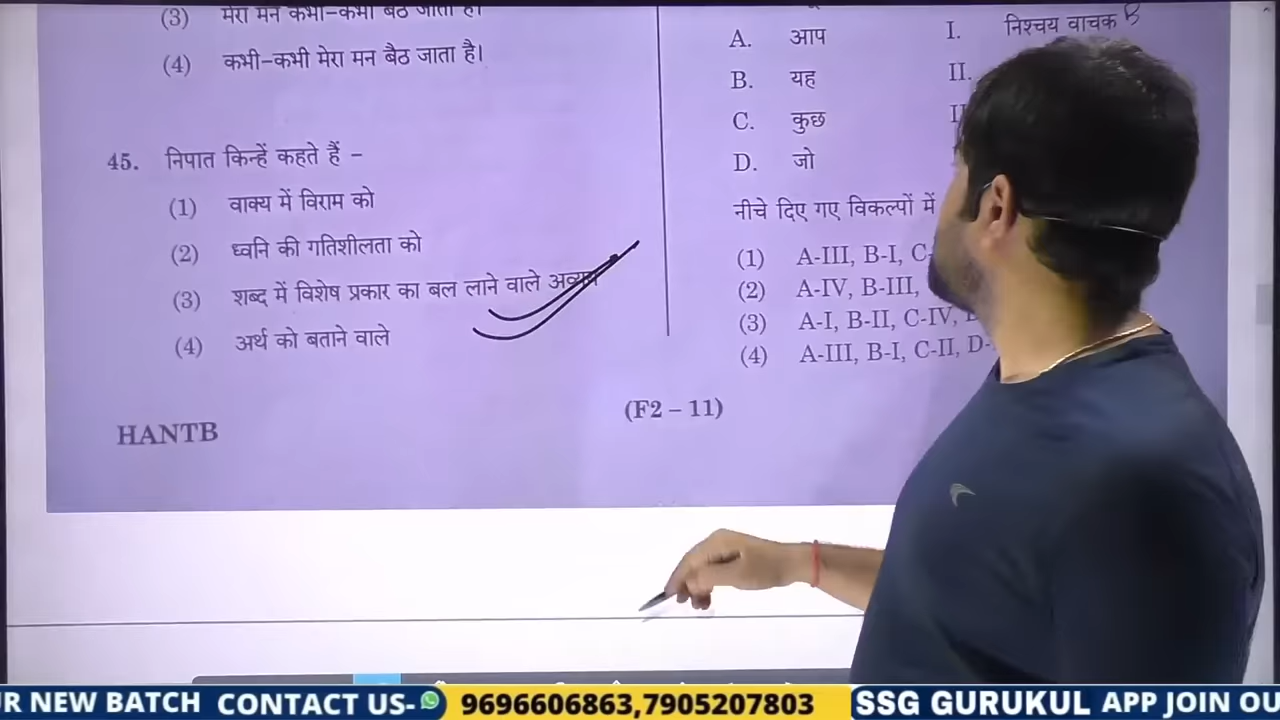 (3) मेरा मन कभी-कभी बैठ जाता है।
(4) कभी-कभी मेरा मन बैठ जाता है।
45. निपात किन्हें कहते हैं –
(1) वाक्य में विराम को
(2) ध्वनि की गतिशीलता को
(3) शब्द में विशेष प्रकार का बल लाने वाले अव्यय
(4) अर्थ को बताने वाले
HANTB
A. आप I. निश्चय वाचक B
B. यह II.
C. कुछ
D. जो
नीचे दिए गए विकल्पों में
(1) A-III, B-I,
(2) A-IV, B-III,
(3) A-I, B-II, C-IV,
(4) A-III, B-I, C-II, D-
(F2 – 11)
R NEW BATCH CONTACT US- 9696606863,7905207803 SSG GURUKUL APP JOIN OU